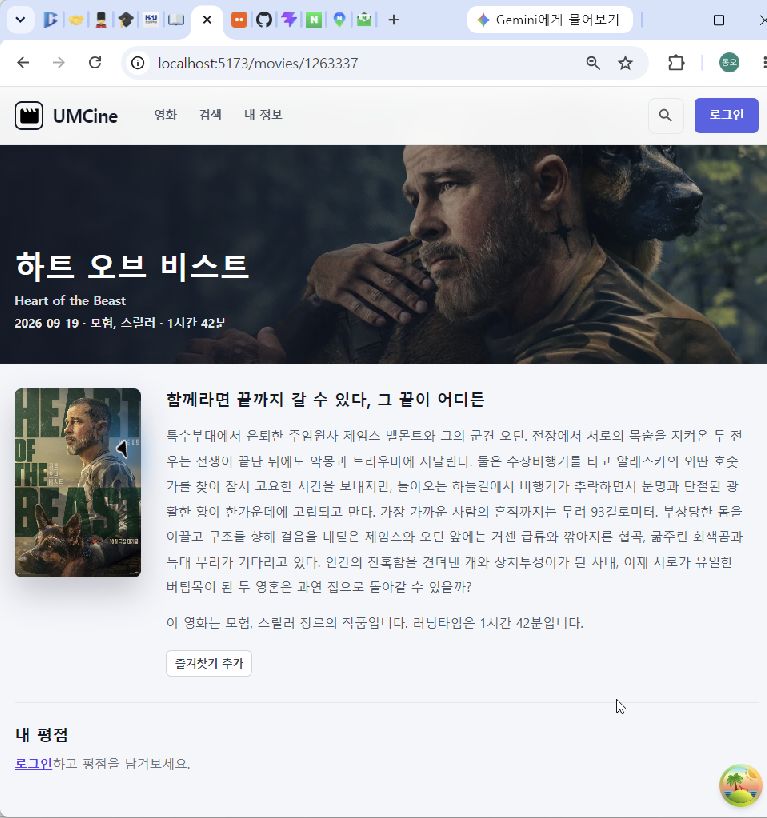 Gemini에게 물어보기
localhost:5173/movies/1263337
UMCine
영화
검색
내 정보
로그인
하트 오브 비스트
Heart of the Beast
2026-09-19 · 모험, 스릴러 · 1시간 42분
HEART
OF
THE
BEAST
함께라면 끝까지 갈 수 있다, 그 끝이 어디든
특수부대에서 은퇴한 주임원사 제임스 벨몬트와 그의 군견 오딘. 전장에서 서로의 목숨을 지켜온 두 전
우는 전쟁이 끝난 뒤에도 악몽과 트라우마에 시달린다. 둘은 수상비행기를 타고 알래스카의 외딴 호숫
가를 찾아 잠시 고요한 시간을 보내지만, 돌아오는 하늘길에서 비행기가 추락하면서 문명과 단절된 광
활한 황야 한가운데에 고립되고 만다. 가장 가까운 사람의 흔적까지는 무려 93킬로미터. 부상당한 몸을
이끌고 구조를 향해 걸음을 내딛은 제임스와 오딘 앞에는 거센 급류와 깎아지른 협곡, 굶주린 회색곰과
늑대 무리가 기다리고 있다. 인간의 잔혹함을 견뎌낸 개와 상처투성이가 된 사내, 이제 서로가 유일한
버팀목이 된 두 영혼은 과연 집으로 돌아갈 수 있을까?
이 영화는 모험, 스릴러 장르의 작품입니다. 러닝타임은 1시간 42분입니다.
즐겨찾기 추가
내 평점
로그인하고 평점을 남겨보세요.